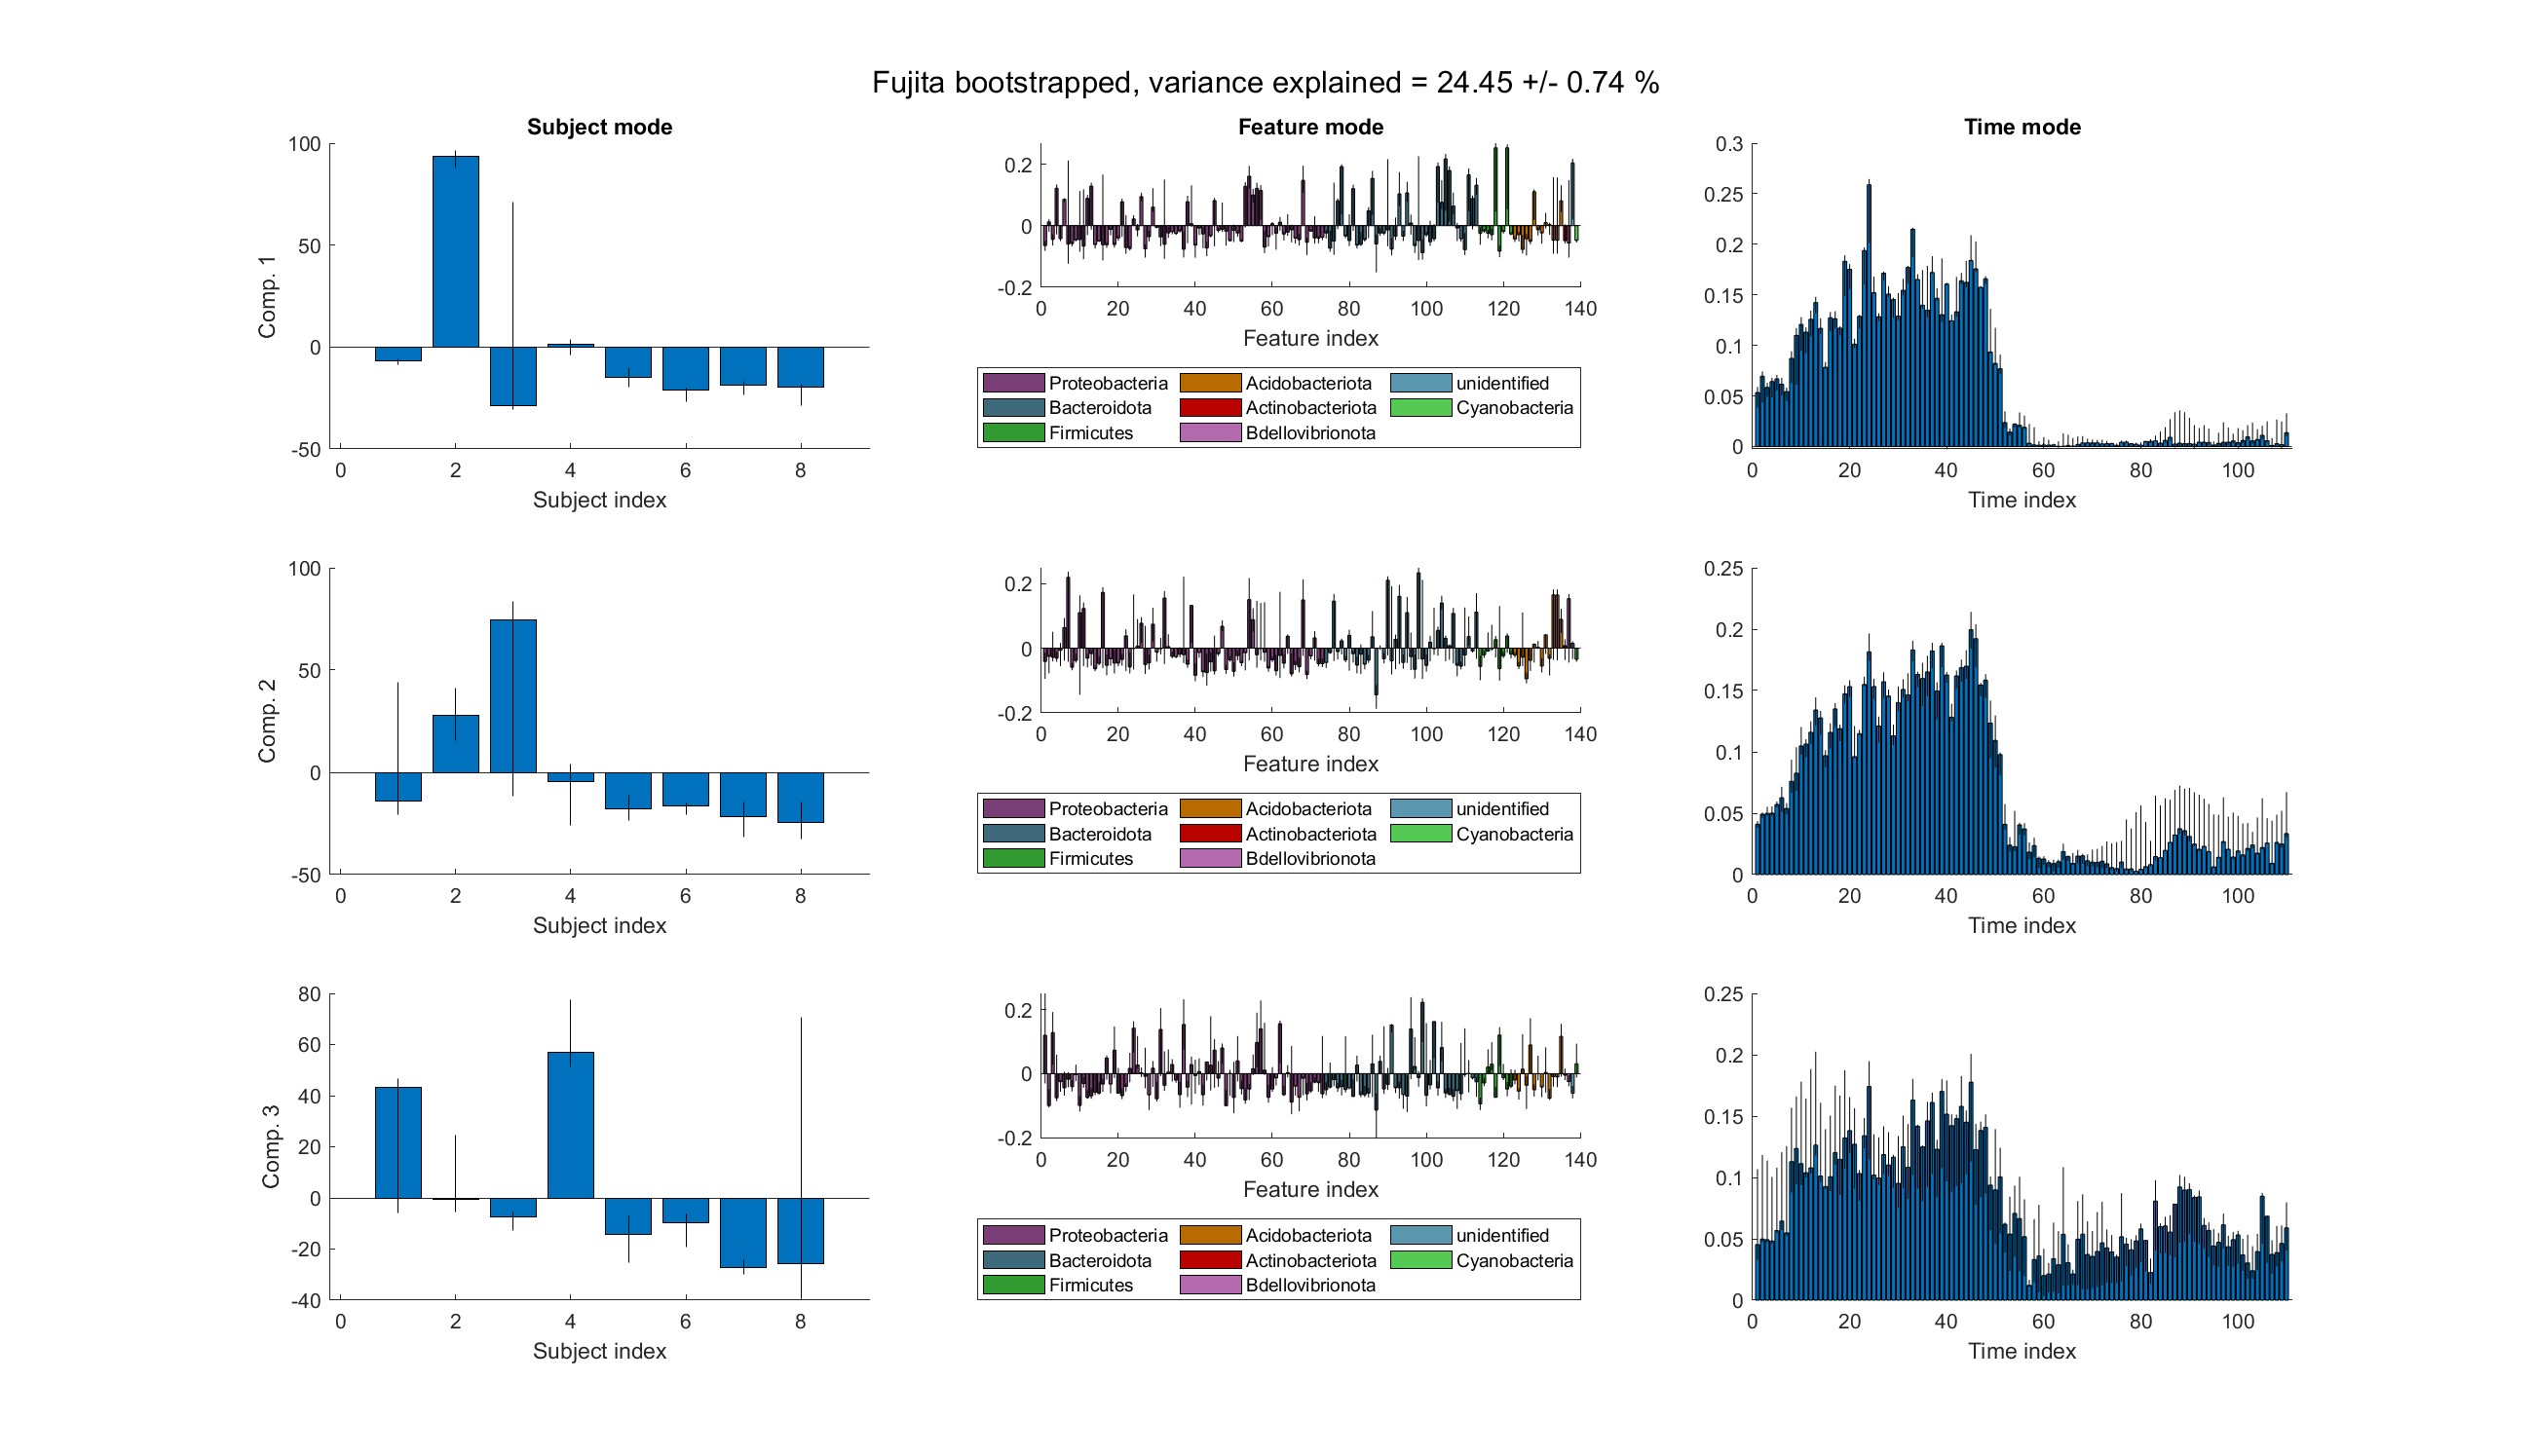 Fujita bootstrapped, variance explained = 24.45 +/- 0.74 %
Subject mode
Feature mode
Time mode
Comp. 1
100
50
0
-50
0 2 4 6 8
Subject index
0.2
0
-0.2
0 20 40 60 80 100 120 140
Feature index
Proteobacteria Acidobacteriota unidentified
Bacteroidota Actinobacteriota Cyanobacteria
Firmicutes Bdellovibrionota
0.3
0.25
0.2
0.15
0.1
0.05
0
0 20 40 60 80 100
Time index
Comp. 2
100
50
0
-50
0 2 4 6 8
Subject index
0.2
0
-0.2
0 20 40 60 80 100 120 140
Feature index
Proteobacteria Acidobacteriota unidentified
Bacteroidota Actinobacteriota Cyanobacteria
Firmicutes Bdellovibrionota
0.25
0.2
0.15
0.1
0.05
0
0 20 40 60 80 100
Time index
Comp. 3
80
60
40
20
0
-20
-40
0 2 4 6 8
Subject index
0.2
0
-0.2
0 20 40 60 80 100 120 140
Feature index
Proteobacteria Acidobacteriota unidentified
Bacteroidota Actinobacteriota Cyanobacteria
Firmicutes Bdellovibrionota
0.25
0.2
0.15
0.1
0.05
0
0 20 40 60 80 100
Time index